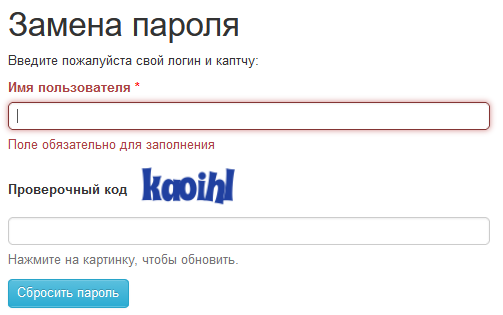 Замена пароля
Введите пожалуйста свой логин и каптчу:
Имя пользователя *
Поле обязательно для заполнения
Проверочный код kaoihl
Нажмите на картинку, чтобы обновить.
Сбросить пароль